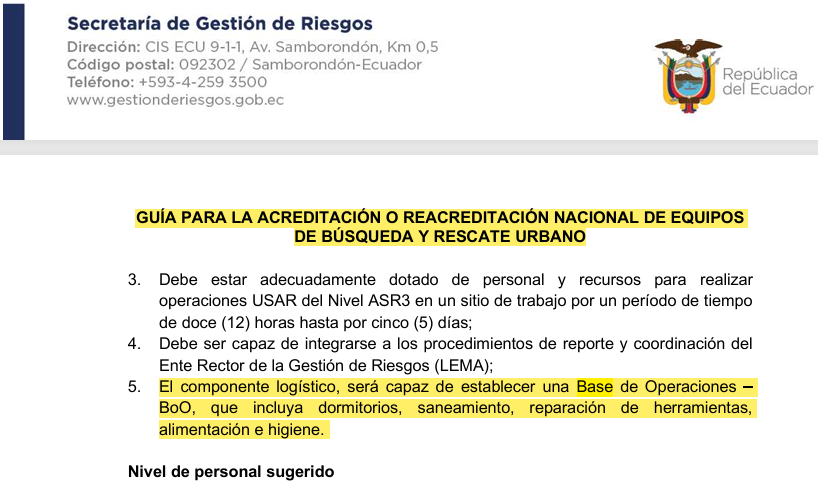 Secretaría de Gestión de Riesgos
Dirección: CIS ECU 9-1-1, Av. Samborondón, Km 0,5
Código postal: 092302 / Samborondón-Ecuador
Teléfono: +593-4-259 3500
www.gestionderiesgos.gob.ec
República
del Ecuador
GUÍA PARA LA ACREDITACIÓN O REACREDITACIÓN NACIONAL DE EQUIPOS
DE BÚSQUEDA Y RESCATE URBANO
3. Debe estar adecuadamente dotado de personal y recursos para realizar
operaciones USAR del Nivel ASR3 en un sitio de trabajo por un período de tiempo
de doce (12) horas hasta por cinco (5) días;
4. Debe ser capaz de integrarse a los procedimientos de reporte y coordinación del
Ente Rector de la Gestión de Riesgos (LEMA);
5. El componente logístico, será capaz de establecer una Base de Operaciones –
BoO, que incluya dormitorios, saneamiento, reparación de herramientas,
alimentación e higiene.
Nivel de personal sugerido